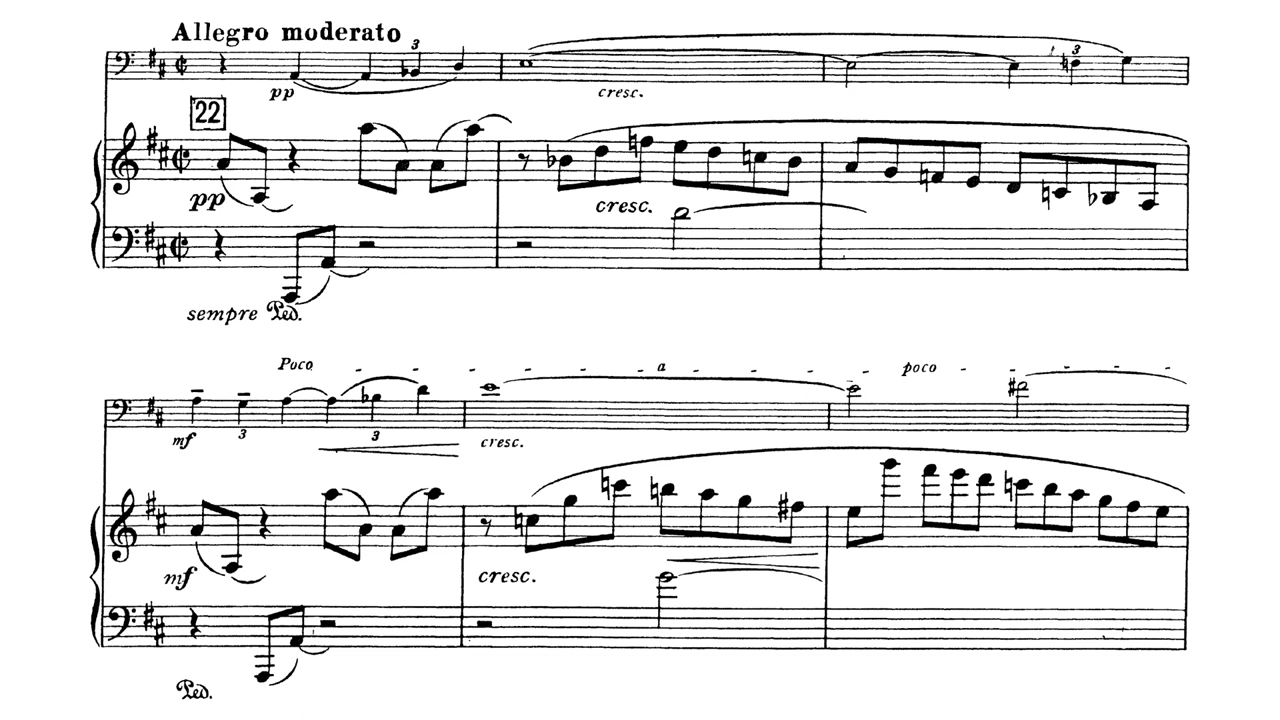 Allegro moderato
3
3
pp
cresc.
22
pp
cresc.
sempre Ped.
Poco a poco
mf
3
3
cresc.
mf
cresc.
Ped.